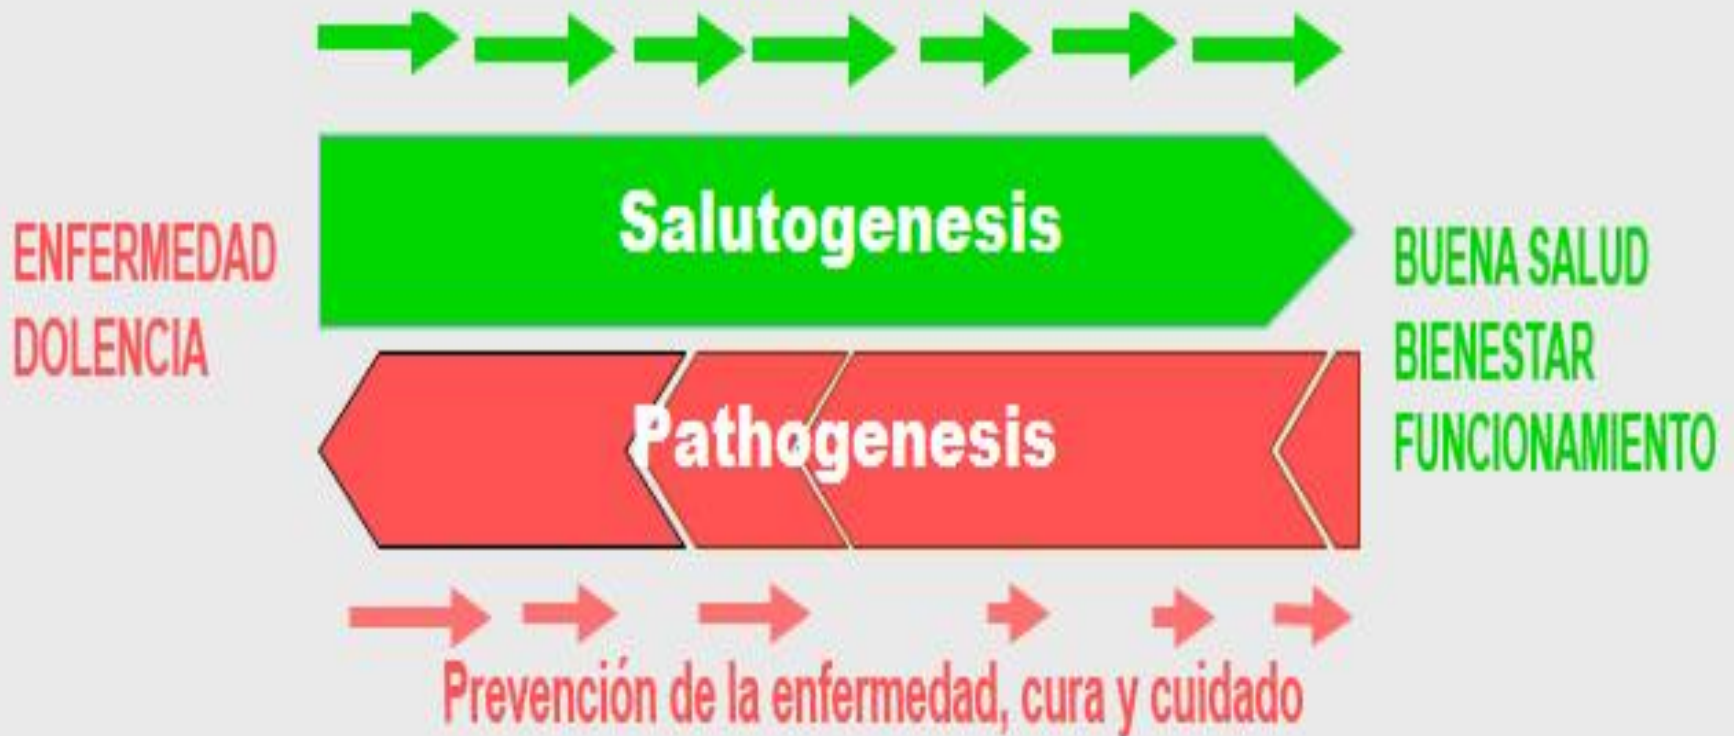 Salutogenesis
ENFERMEDAD
DOLENCIA
BUENA SALUD
BIENESTAR
FUNCIONAMIENTO
Pathogenesis
Prevención de la enfermedad, cura y cuidado